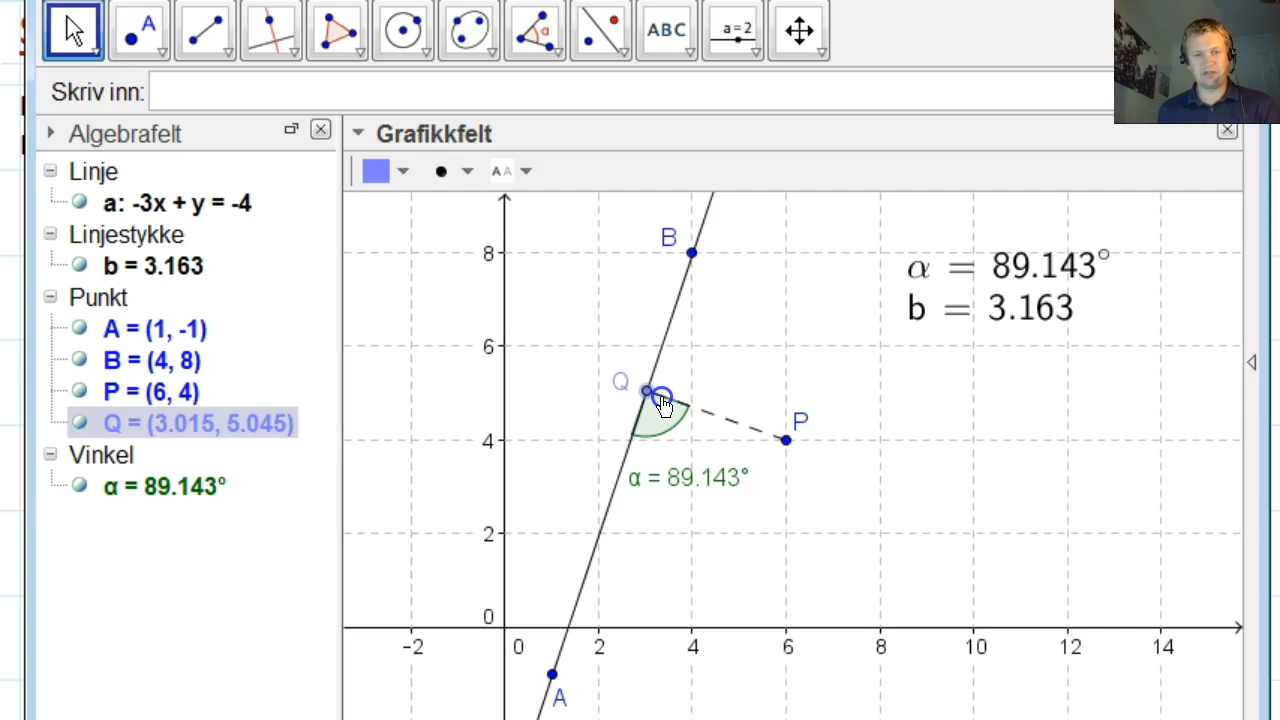 A
α
ABC
a=2
Skriv inn:
Algebrafelt
Grafikkfelt
AA
Linje
a: -3x + y = -4
Linjestykke
b = 3.163
Punkt
A = (1, -1)
B = (4, 8)
P = (6, 4)
Q = (3.015, 5.045)
Vinkel
α = 89.143°
α = 89.143°
b = 3.163
B
Q
P
α = 89.143°
A
8
6
4
2
0
-2
0
2
4
6
8
10
12
14